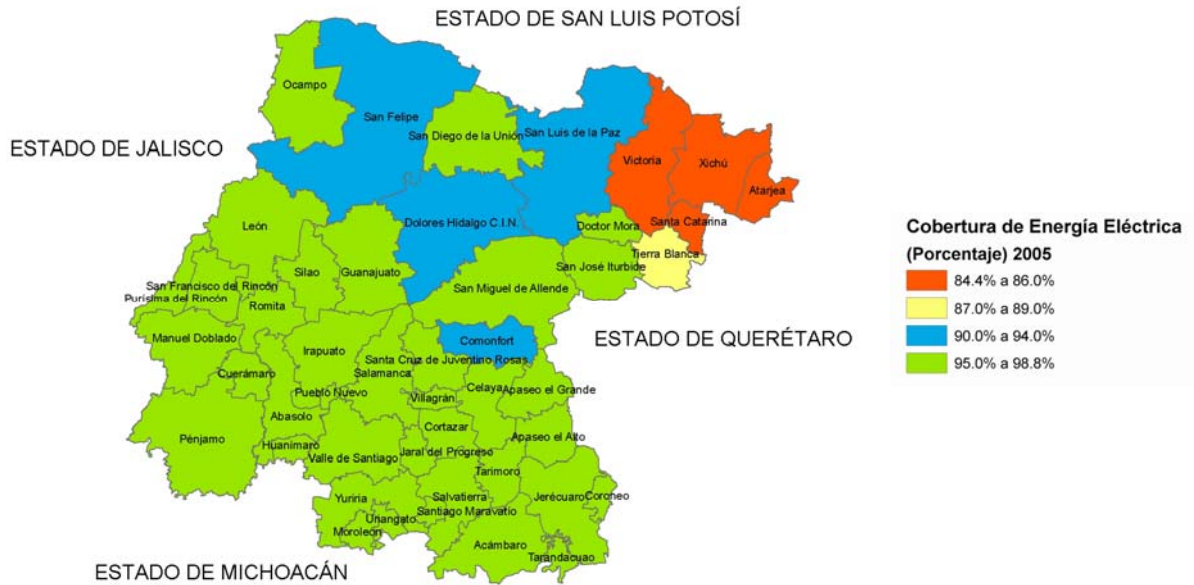 ESTADO DE SAN LUIS POTOSÍ
Ocampo
San Felipe
San Diego de la Unión
San Luis de la Paz
ESTADO DE JALISCO
Victoria
Xichú
Atarjea
León
Dolores Hidalgo C.I.N.
Doctor Mora
Santa Catarina
Tierra Blanca
Silao
Guanajuato
San José Iturbide
San Francisco del Rincón
Purísima del Rincón
Romita
San Miguel de Allende
ESTADO DE QUERÉTARO
Manuel Doblado
Irapuato
Comonfort
Santa Cruz de Juventino Rosas
Cuerámaro
Salamanca
Pueblo Nuevo
Villagrán
Celaya
Apaseo el Grande
Abasolo
Cortazar
Pénjamo
Huanímaro
Valle de Santiago
Jaral del Progreso
Apaseo el Alto
Tarimoro
Yuriria
Salvatierra
Jerécuaro
Coroneo
Santiago Maravatío
Uriangato
Moroleón
Acámbaro
Tarandacuao
ESTADO DE MICHOACÁN
Cobertura de Energía Eléctrica
(Porcentaje) 2005
84.4% a 86.0%
87.0% a 89.0%
90.0% a 94.0%
95.0% a 98.8%